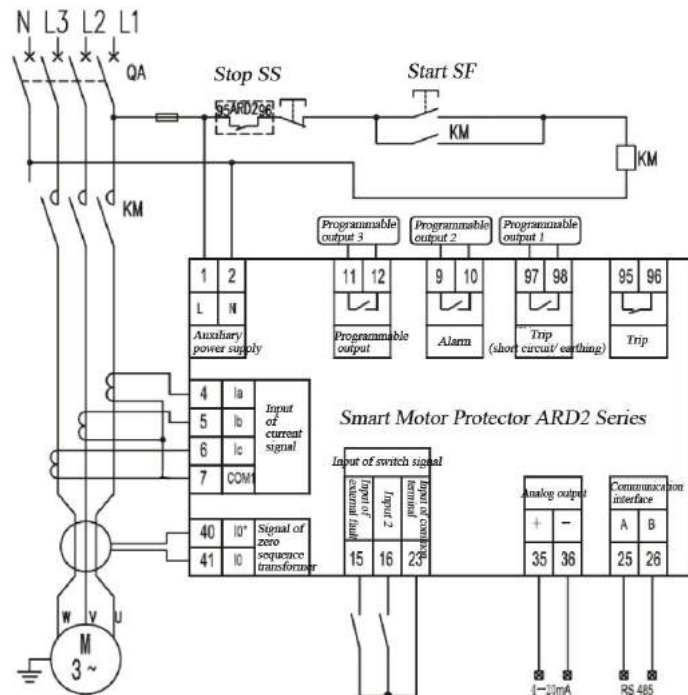 N L3 L2 L1
QA
Stop SS
Start SF
95 ARD2 96
KM
KM
KM
Programmable
output 3
Programmable
output 2
Programmable
output 1
1 2
11 12
9 10
97 98
95 96
L N
Auxiliary
power supply
Programmable
output
Alarm
Trip
(short circuit/ earthing)
Trip
4 Ia
5 Ib
6 Ic
7 COM1
Input
of
current
signal
Smart Motor Protector ARD2 Series
Input of switch signal
Input of
external fault
Input 2
Input of common
terminal
15 16 23
Analog output
+ −
35 36
Communication
interface
A B
25 26
40 I0*
41 I0
Signal of
zero
sequence
transformer
W V U
M
3 ~
4—20mA
RS 485